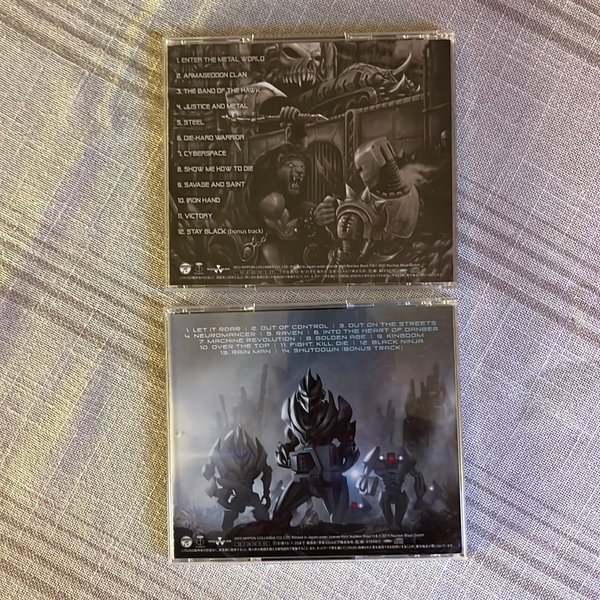 1. ENTER THE METAL WORLD
2. ARMAGEDDON CLAN
3. THE BAND OF THE HAWK
4. JUSTICE AND METAL
5. STEEL
6. DIE-HARD WARRIOR
7. CYBERSPACE
8. SHOW ME HOW TO DIE
9. SAVAGE AND SAINT
10. IRON HAND
11. VICTORY
12. STAY BLACK (bonus track)
1. LET IT ROAR | 2. OUT OF CONTROL | 3. OUT ON THE STREETS
4. NEUROMANCER | 5. RAVEN | 6. INTO THE HEART OF DANGER
7. MACHINE REVOLUTION | 8. GOLDEN AGE | 9. KINGDOM
10. OVER THE TOP | 11. FIGHT, KILL, DIE | 12. BLACK NINJA
13. RAIN MAN | 14. SHUTDOWN (BONUS TRACK)